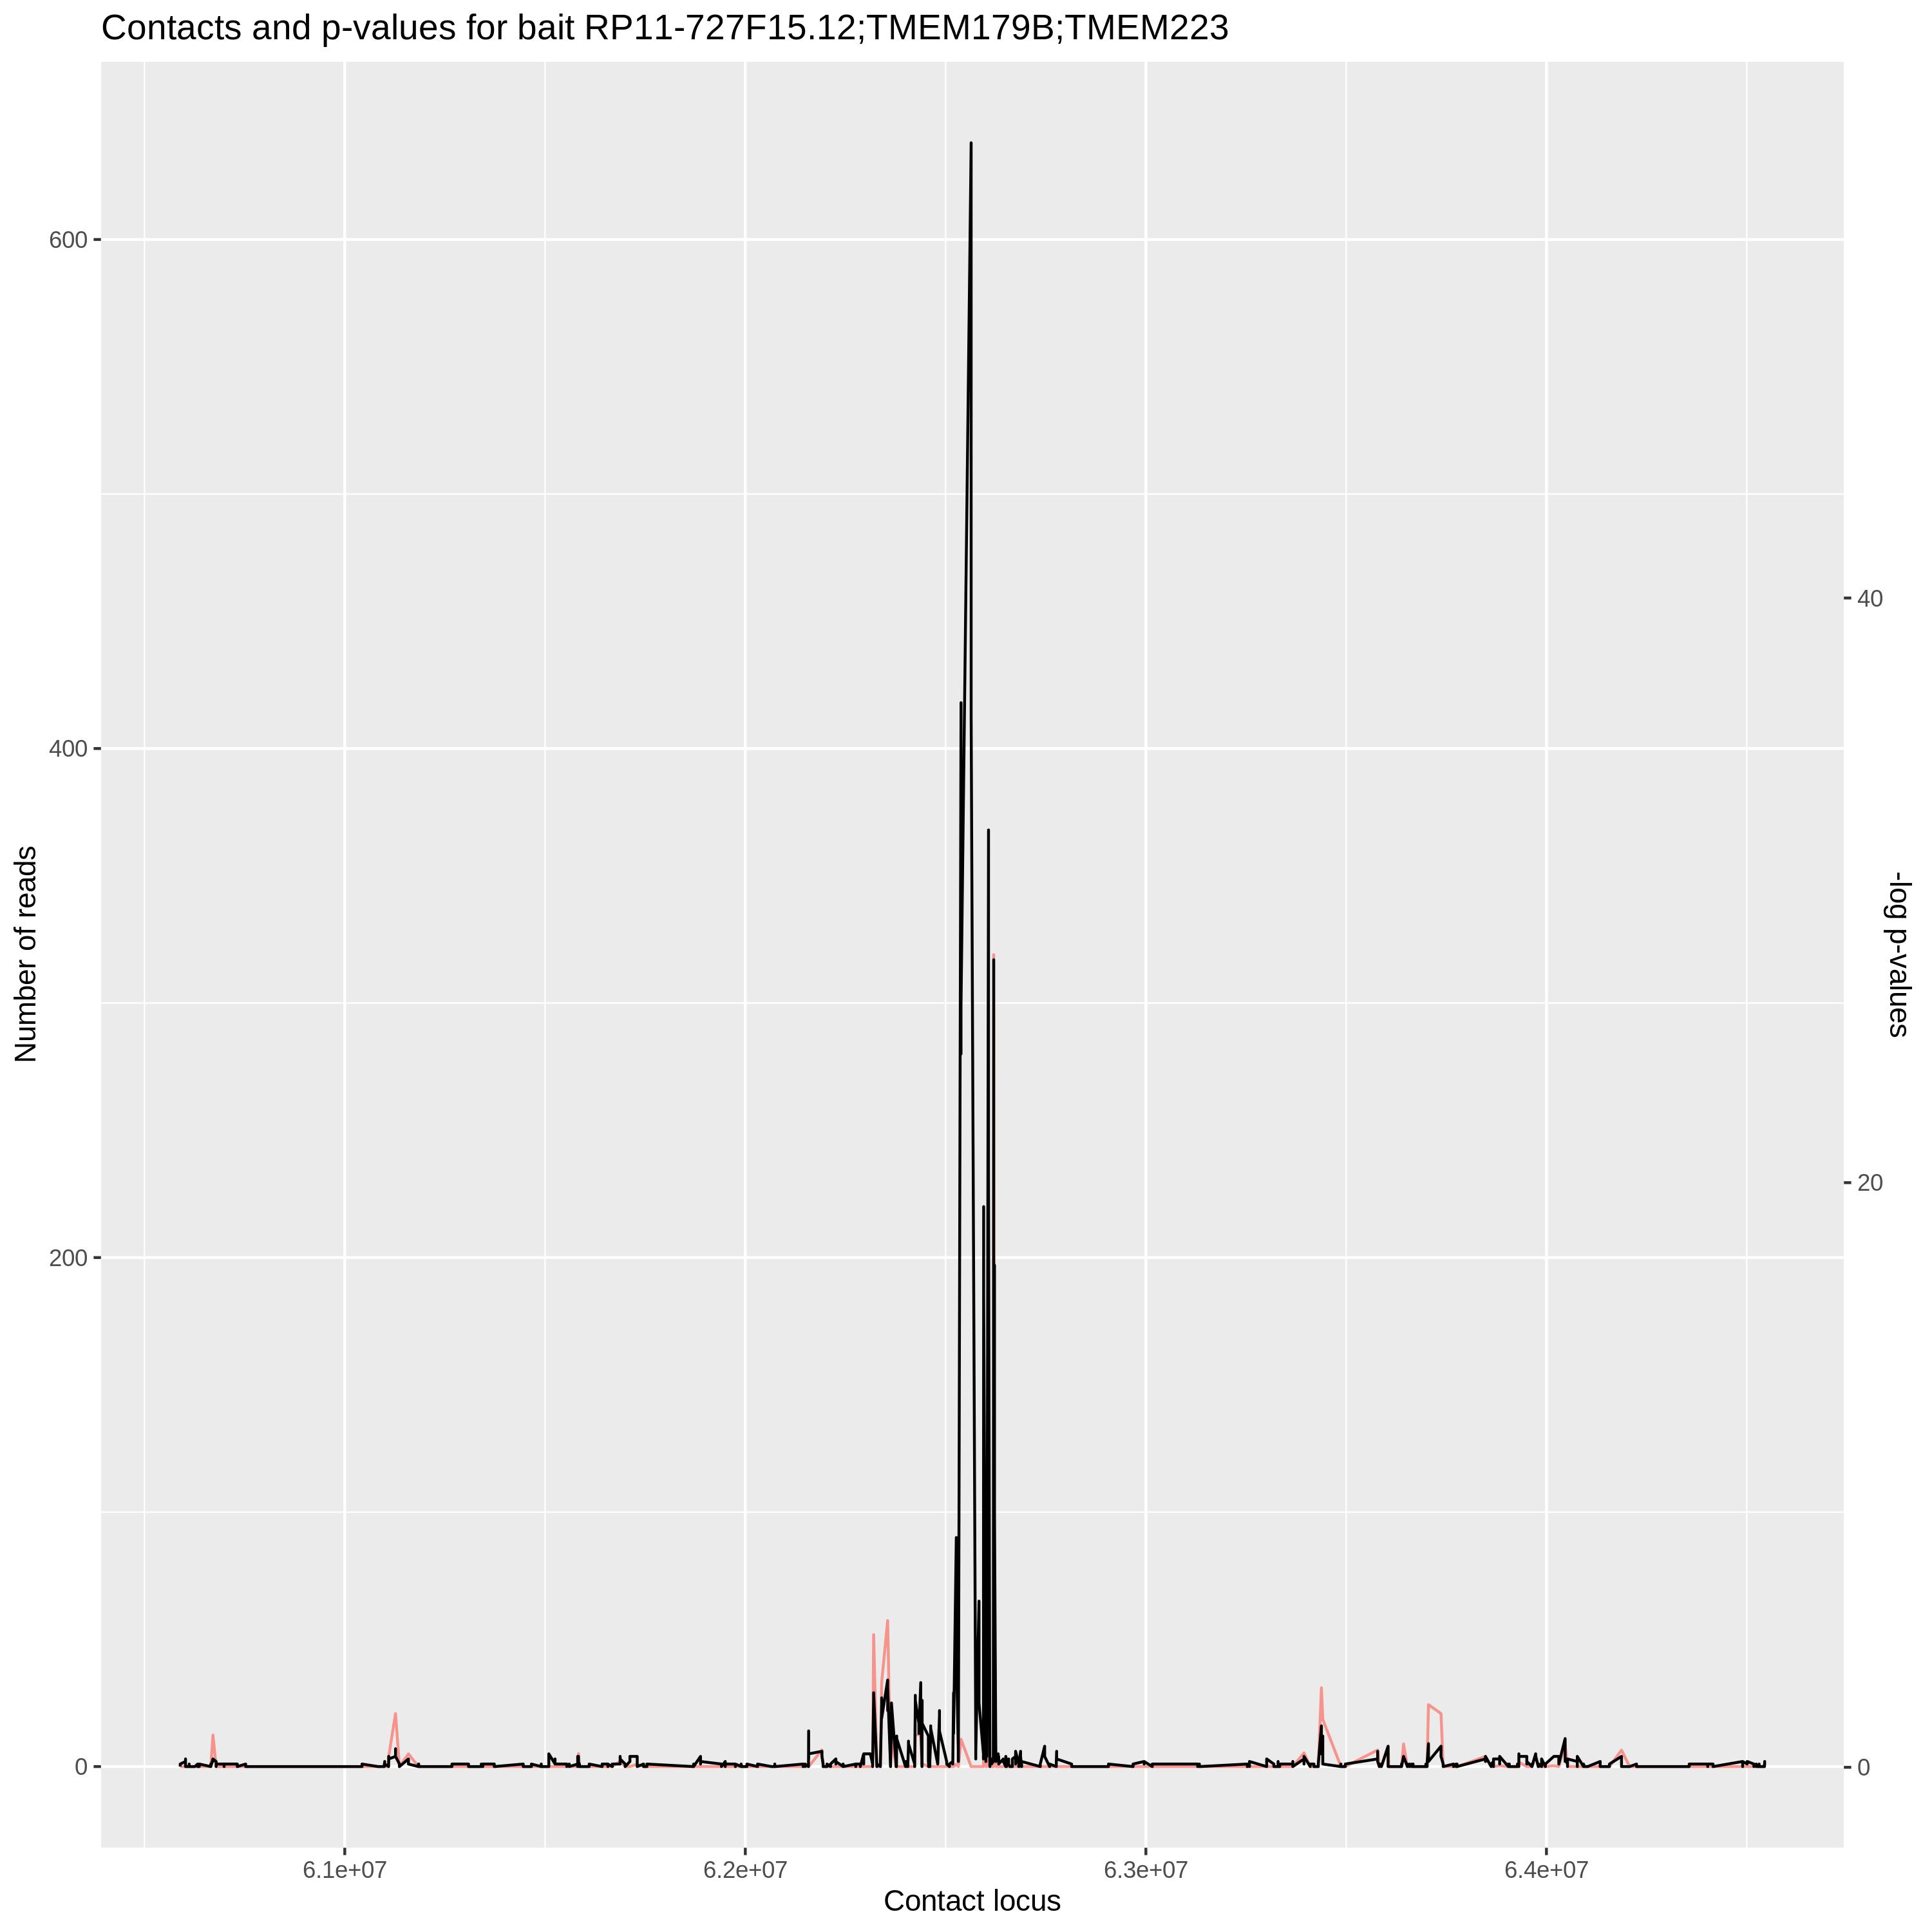 Contacts and p-values for bait RP11-727F15.12;TMEM179B;TMEM223
600
400
200
0
Number of reads
40
20
0
-log p-values
6.1e+07 6.2e+07 6.3e+07 6.4e+07
Contact locus